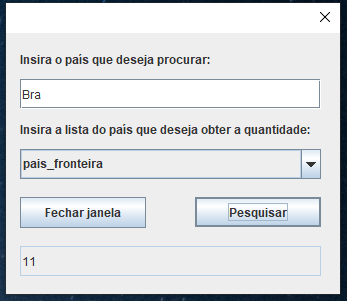 Insira o país que deseja procurar:
Bra
Insira a lista do país que deseja obter a quantidade:
pais_fronteira
Fechar janela
Pesquisar
11